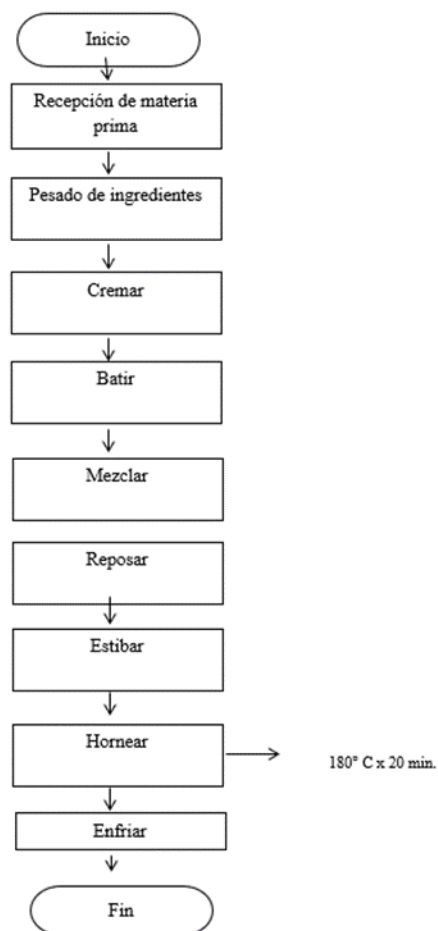 Inicio
Recepción de materia
prima
Pesado de ingredientes
Cremar
Batir
Mezclar
Reposar
Estibar
Hornear
180° C x 20 min.
Enfriar
Fin